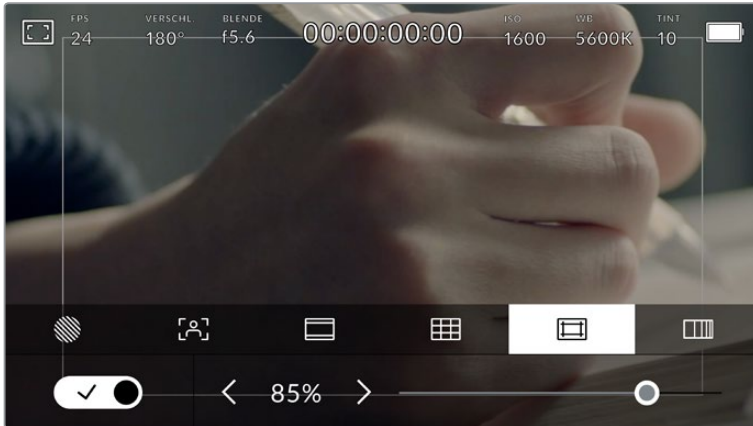 FPS VERSCHL. BLENDE ISO WB TINT
24 180° f5.6 00:00:00:00 1600 5600K 10
85%